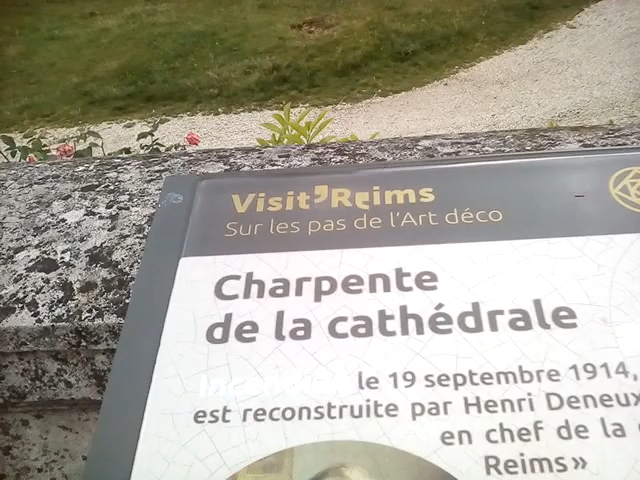 Visit'Reims
Sur les pas de l'Art déco
Charpente
de la cathédrale
le 19 septembre 1914,
est reconstruite par Henri Deneux
en chef de la
Reims»